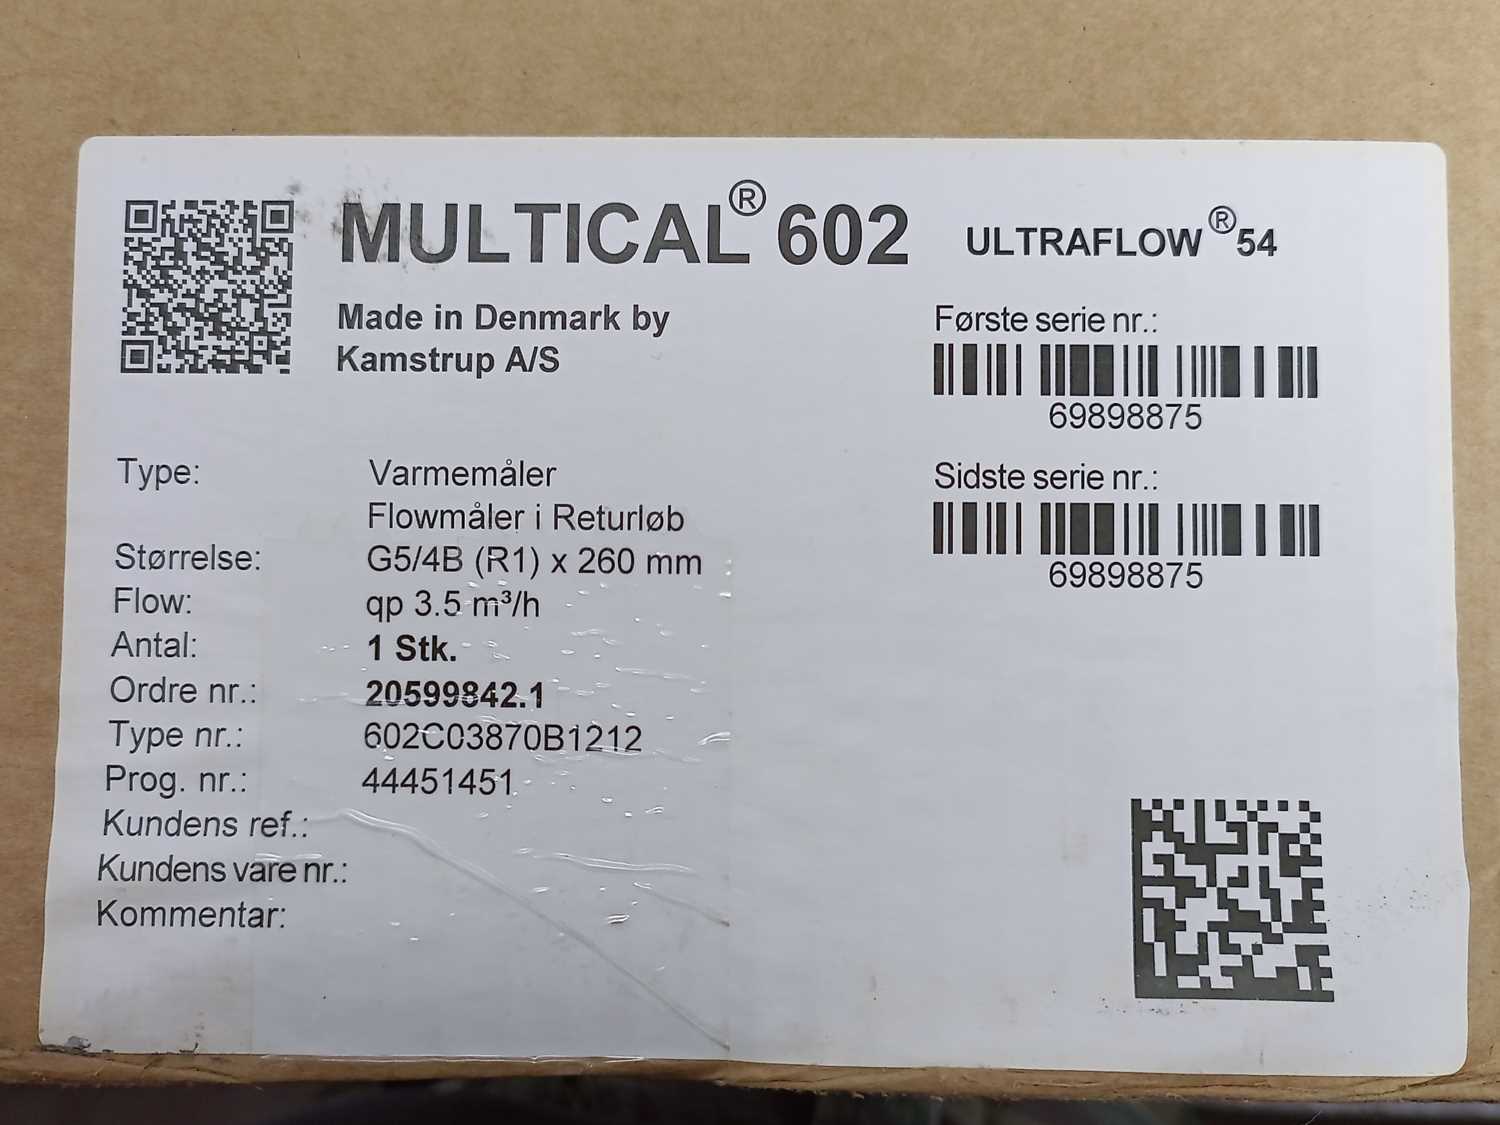 MULTICAL® 602
ULTRAFLOW® 54
Made in Denmark by
Kamstrup A/S
Første serie nr.:
69898875
Sidste serie nr.:
69898875
Type: Varmemåler
Flowmåler i Returløb
Størrelse: G5/4B (R1) x 260 mm
Flow: qp 3.5 m³/h
Antal: 1 Stk.
Ordre nr.: 20599842.1
Type nr.: 602C03870B1212
Prog. nr.: 44451451
Kundens ref.:
Kundens vare nr.:
Kommentar: